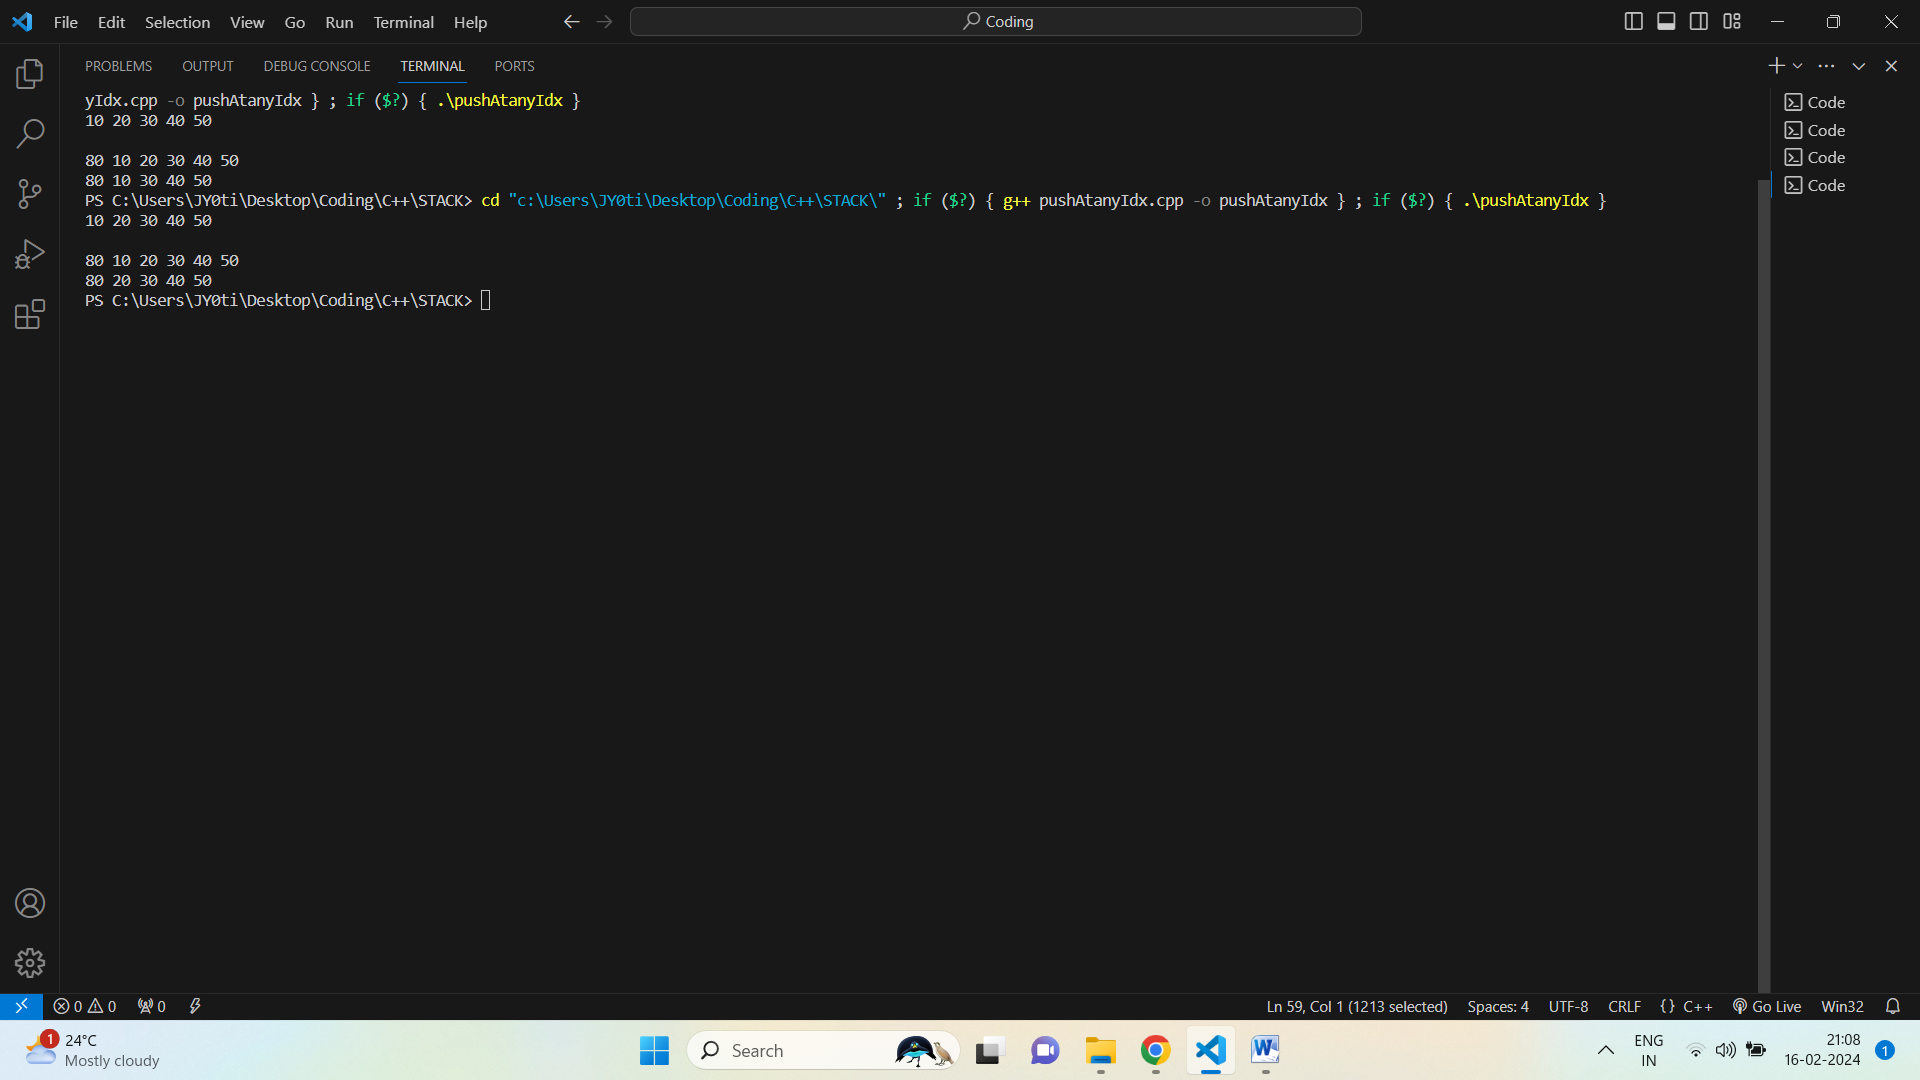 File Edit Selection View Go Run Terminal Help
Coding
PROBLEMS OUTPUT DEBUG CONSOLE TERMINAL PORTS
yIdx.cpp -o pushAtanyIdx } ; if ($?) { .\pushAtanyIdx }
10 20 30 40 50
80 10 20 30 40 50
80 10 30 40 50
PS C:\Users\JY0ti\Desktop\Coding\C++\STACK> cd "c:\Users\JY0ti\Desktop\Coding\C++\STACK\" ; if ($?) { g++ pushAtanyIdx.cpp -o pushAtanyIdx } ; if ($?) { .\pushAtanyIdx }
10 20 30 40 50
80 10 20 30 40 50
80 20 30 40 50
PS C:\Users\JY0ti\Desktop\Coding\C++\STACK>
Code
Code
Code
Code
0 0 0
Ln 59, Col 1 (1213 selected) Spaces: 4 UTF-8 CRLF {} C++ Go Live Win32
1
24°C
Mostly cloudy
Search
W
ENG
IN
21:08
16-02-2024
1